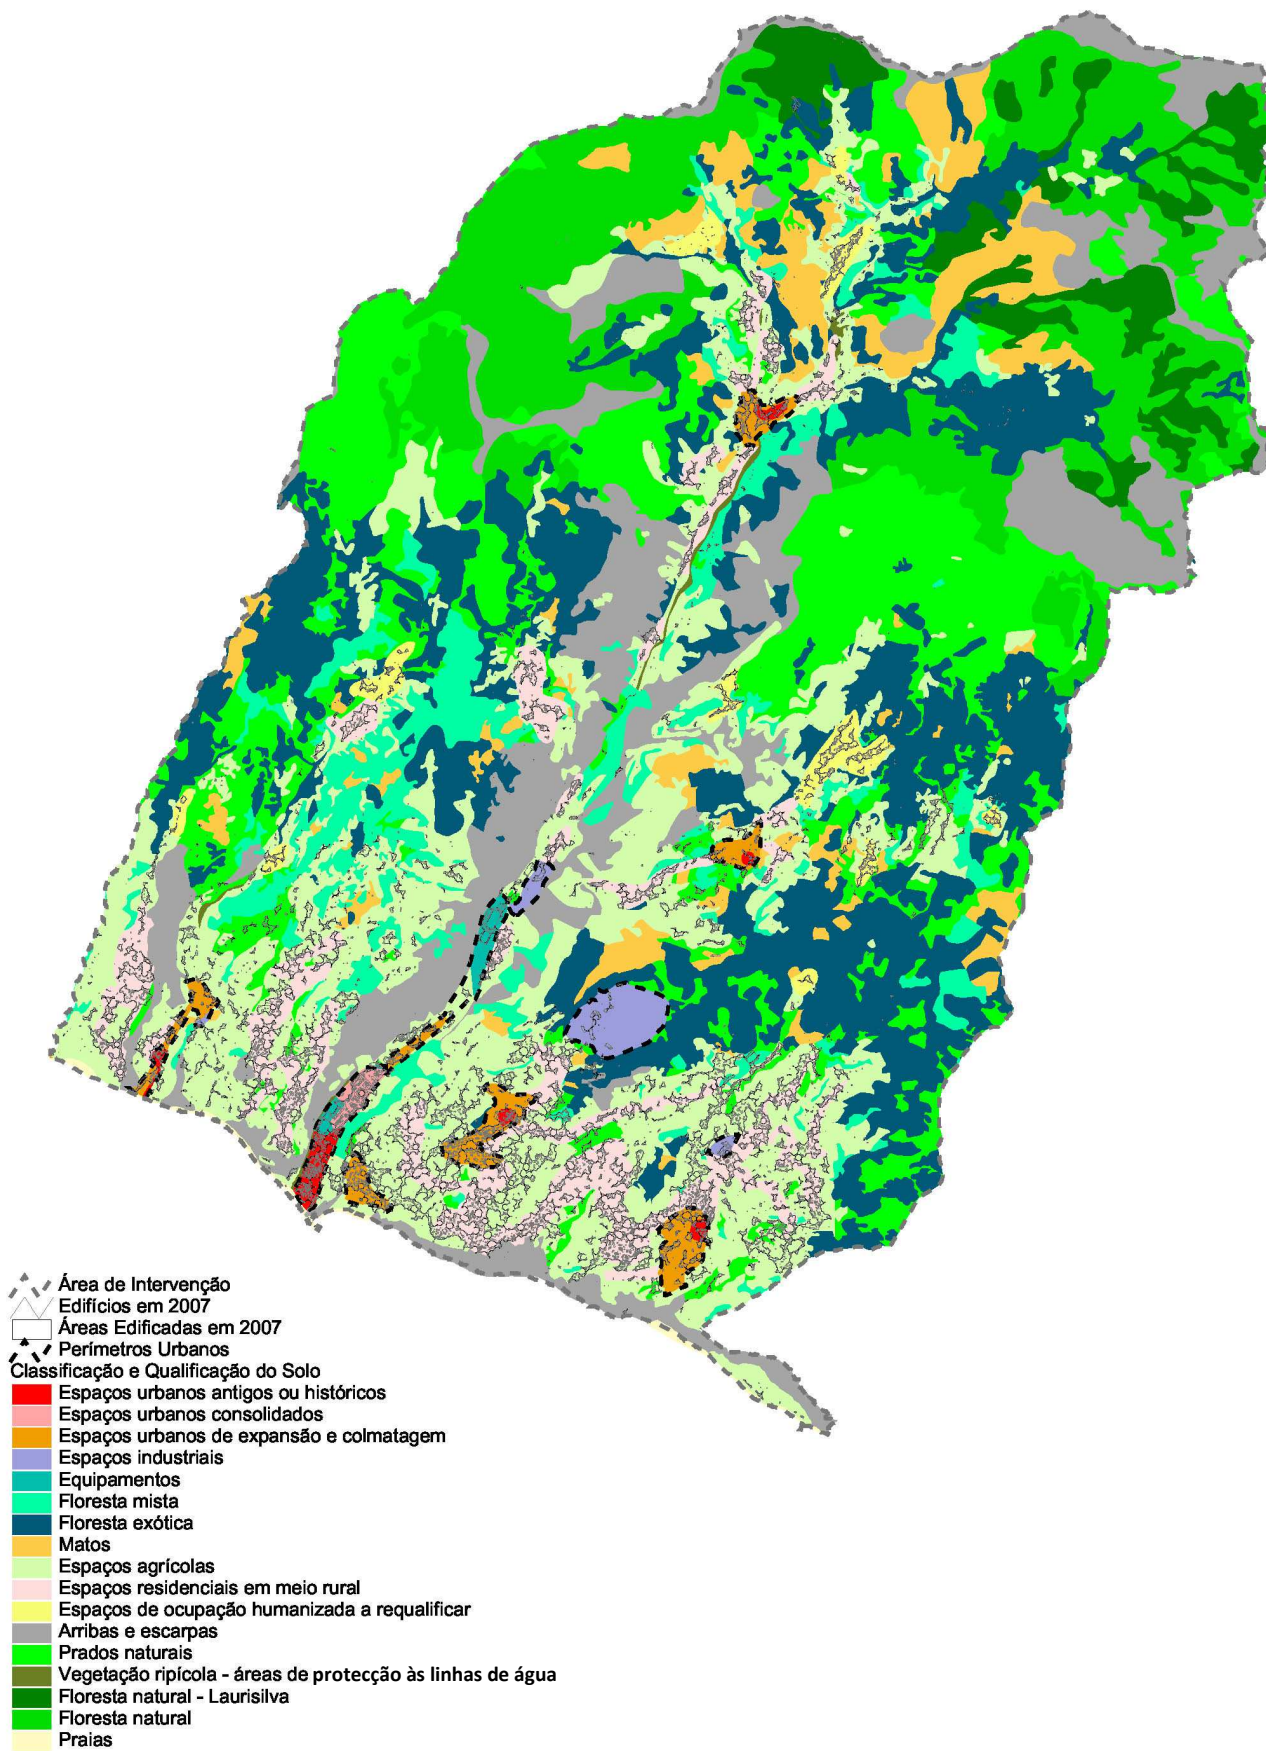 Área de Intervenção
Edifícios em 2007
Áreas Edificadas em 2007
Perímetros Urbanos
Classificação e Qualificação do Solo
Espaços urbanos antigos ou históricos
Espaços urbanos consolidados
Espaços urbanos de expansão e colmatagem
Espaços industriais
Equipamentos
Floresta mista
Floresta exótica
Matos
Espaços agrícolas
Espaços residenciais em meio rural
Espaços de ocupação humanizada a requalificar
Arribas e escarpas
Prados naturais
Vegetação ripícola - áreas de protecção às linhas de água
Floresta natural - Laurisilva
Floresta natural
Praias